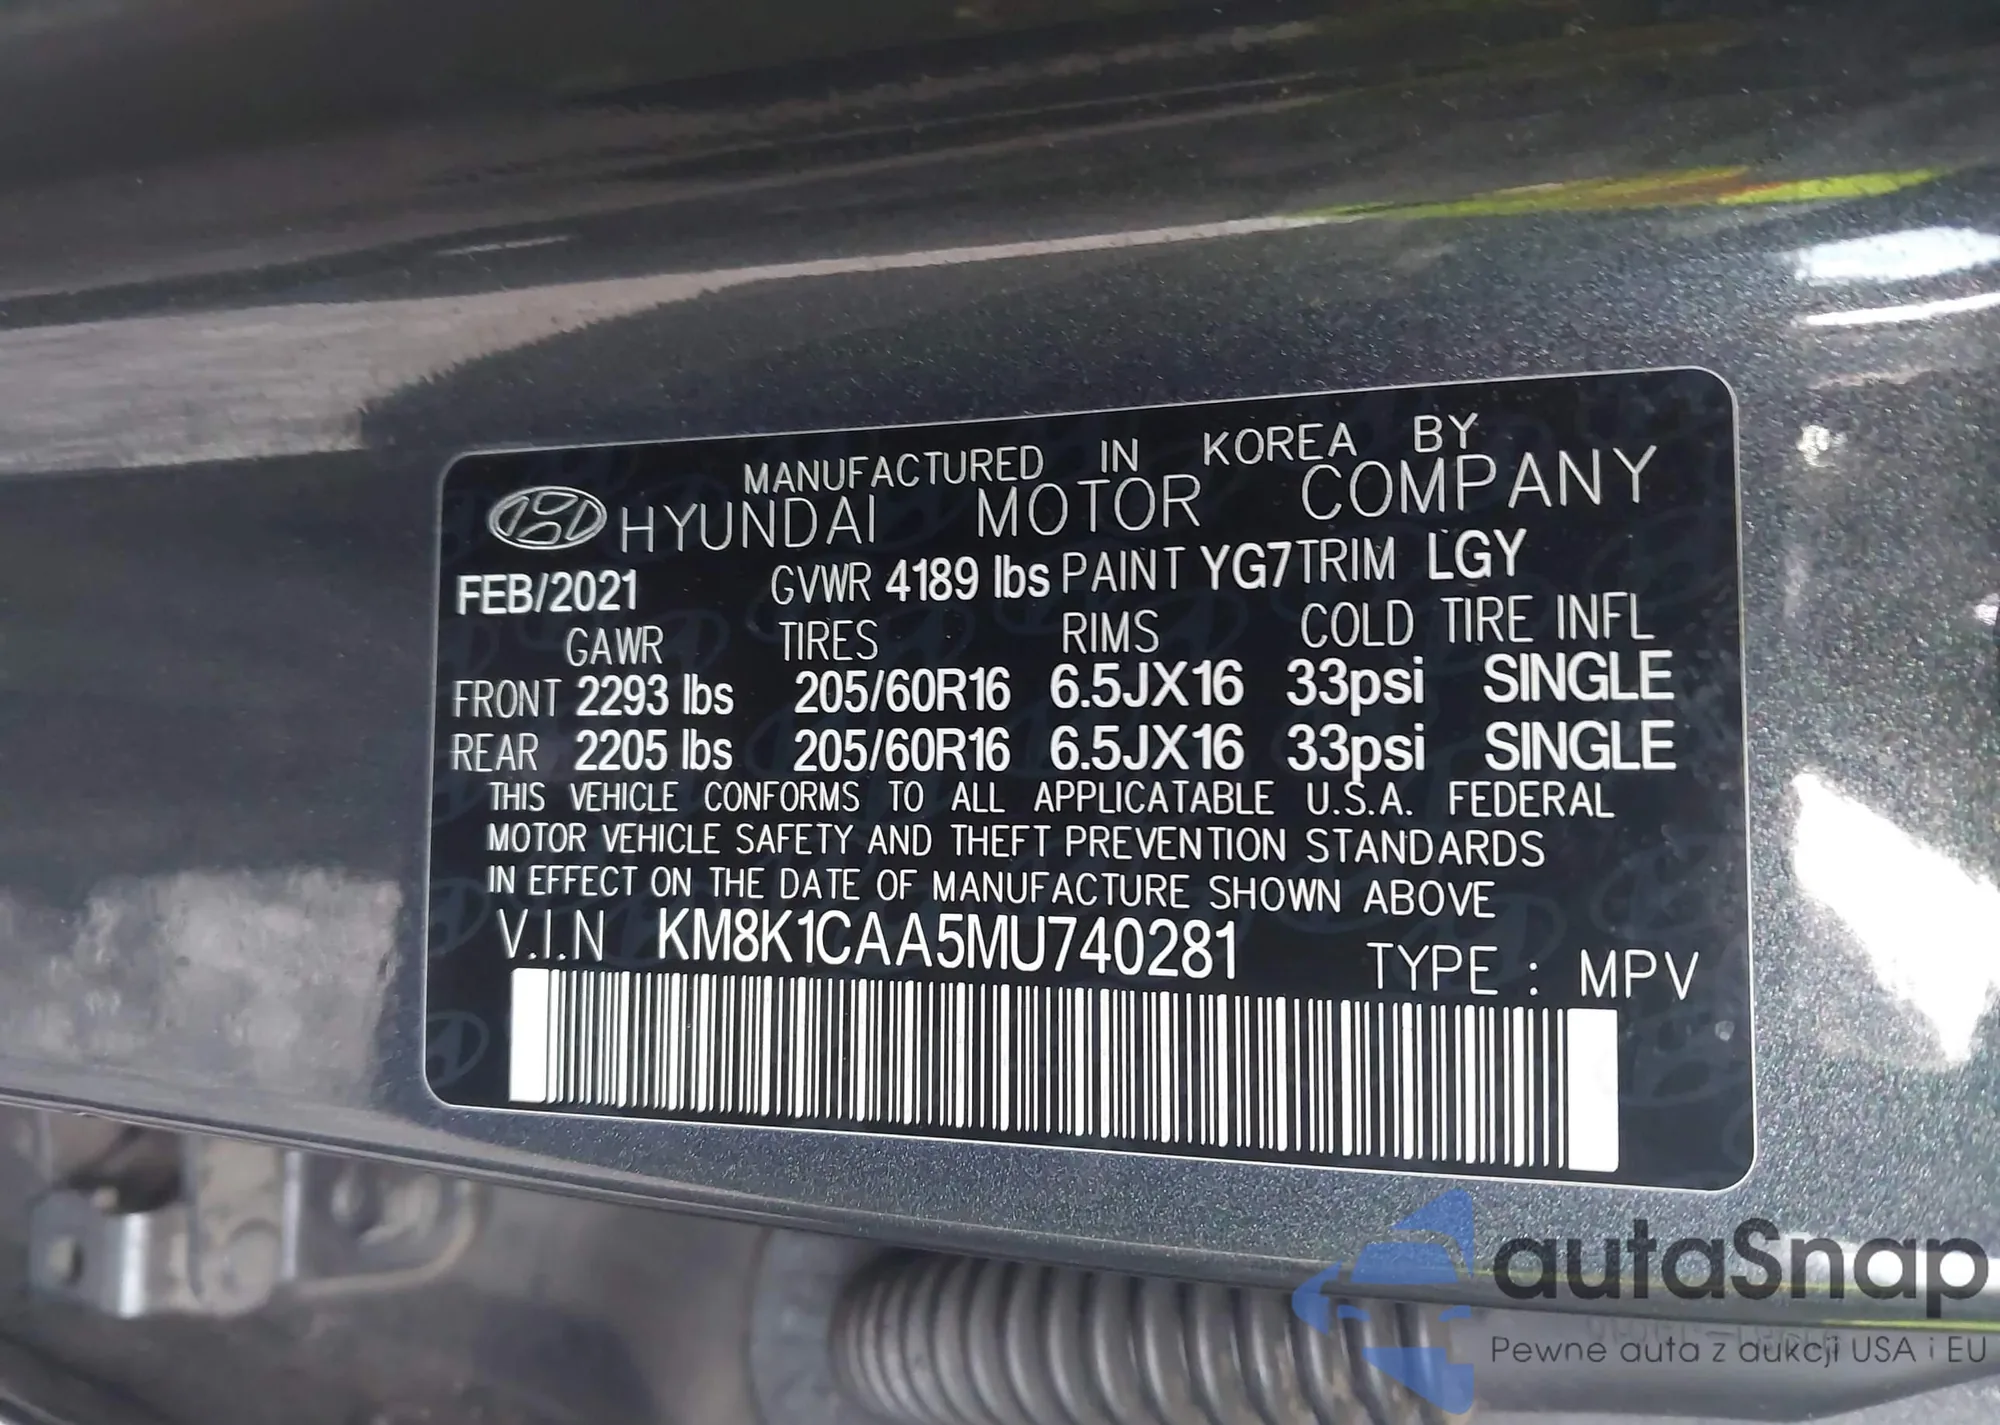 MANUFACTURED IN KOREA BY
HYUNDAI MOTOR COMPANY
FEB/2021 GVWR 4189 lbs PAINT YG7 TRIM LGY
GAWR TIRES RIMS COLD TIRE INFL
FRONT 2293 lbs 205/60R16 6.5JX16 33psi SINGLE
REAR 2205 lbs 205/60R16 6.5JX16 33psi SINGLE
THIS VEHICLE CONFORMS TO ALL APPLICATABLE U.S.A. FEDERAL
MOTOR VEHICLE SAFETY AND THEFT PREVENTION STANDARDS
IN EFFECT ON THE DATE OF MANUFACTURE SHOWN ABOVE
V.I.N KM8K1CAA5MU740281 TYPE : MPV
autaSnap
Pewne auta z aukcji USA i EU